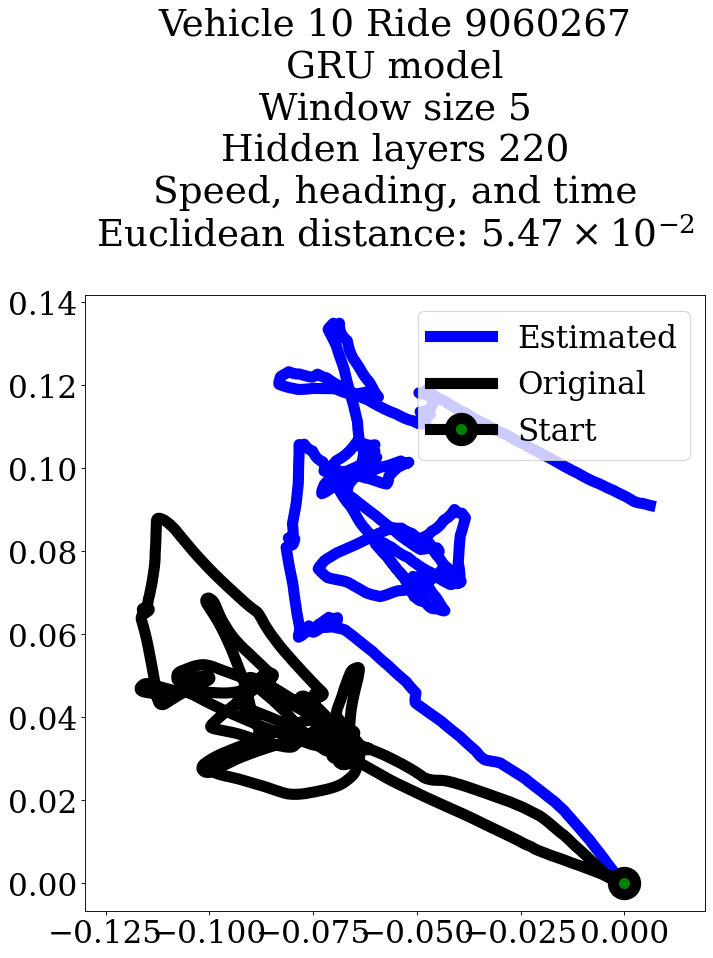 Vehicle 10 Ride 9060267
GRU model
Window size 5
Hidden layers 220
Speed, heading, and time
Euclidean distance: 5.47 × 10⁻²
0.14
0.12
0.10
0.08
0.06
0.04
0.02
0.00
Estimated
Original
Start
−0.125 −0.100 −0.075 −0.050 −0.025 0.000